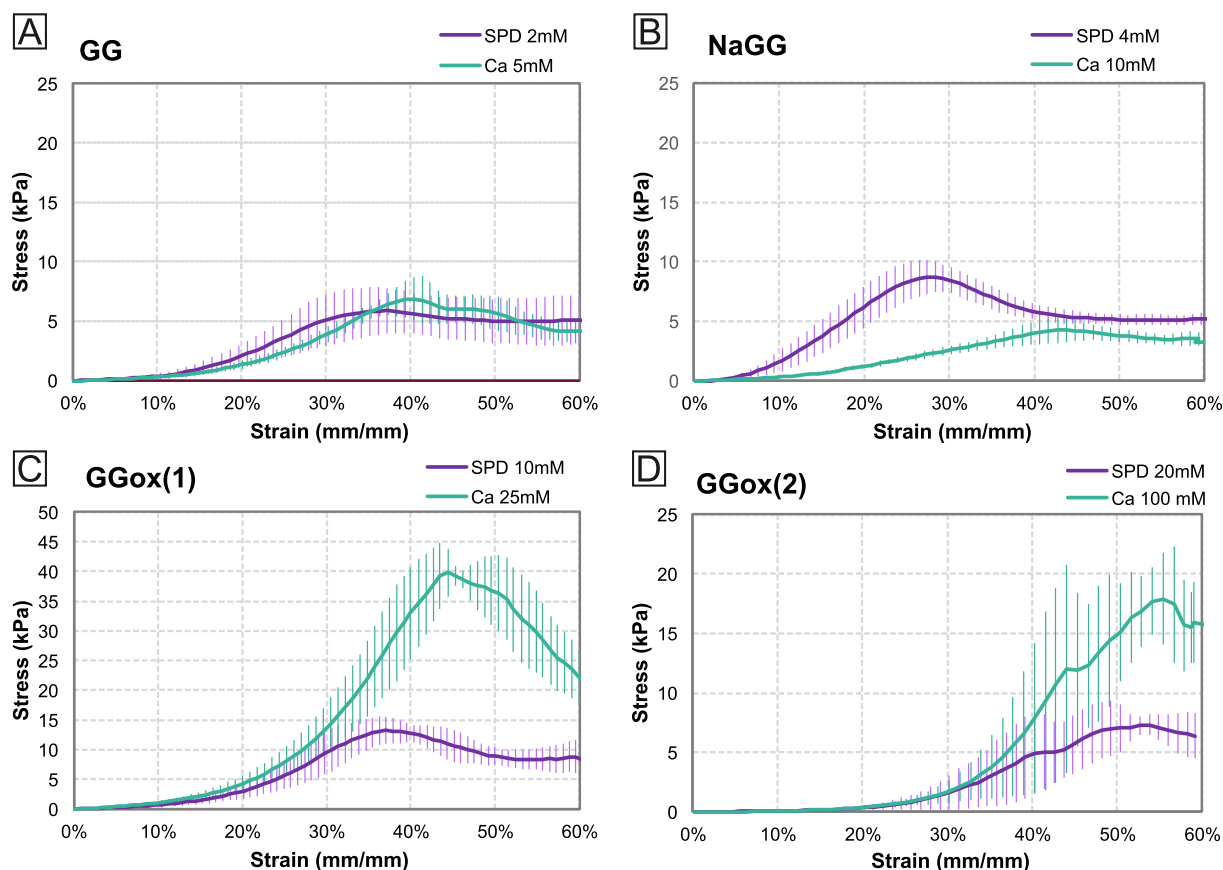 A
GG
SPD 2mM
Ca 5mM
25
20
15
10
5
0
Stress (kPa)
0% 10% 20% 30% 40% 50% 60%
Strain (mm/mm)
B
NaGG
SPD 4mM
Ca 10mM
25
20
15
10
5
0
Stress (kPa)
0% 10% 20% 30% 40% 50% 60%
Strain (mm/mm)
C
GGox(1)
SPD 10mM
Ca 25mM
50
45
40
35
30
25
20
15
10
5
0
Stress (kPa)
0% 10% 20% 30% 40% 50% 60%
Strain (mm/mm)
D
GGox(2)
SPD 20mM
Ca 100 mM
25
20
15
10
5
0
Stress (kPa)
0% 10% 20% 30% 40% 50% 60%
Strain (mm/mm)